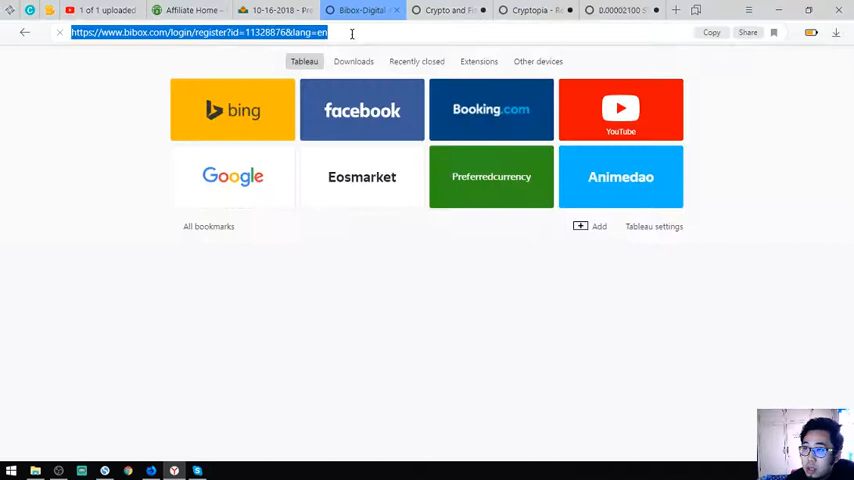 1 of 1 uploaded
Affiliate Home -
10-16-2018 - Pre
Bibox-Digital
Crypto and Fi
Cryptopia - Re
0.00002100
https://www.bibox.com/login/register?id=11328876&lang=en
Copy
Share
Tableau
Downloads
Recently closed
Extensions
Other devices
bing
facebook
Booking.com
YouTube
Google
Eosmarket
Preferredcurrency
Animedao
All bookmarks
Add
Tableau settings